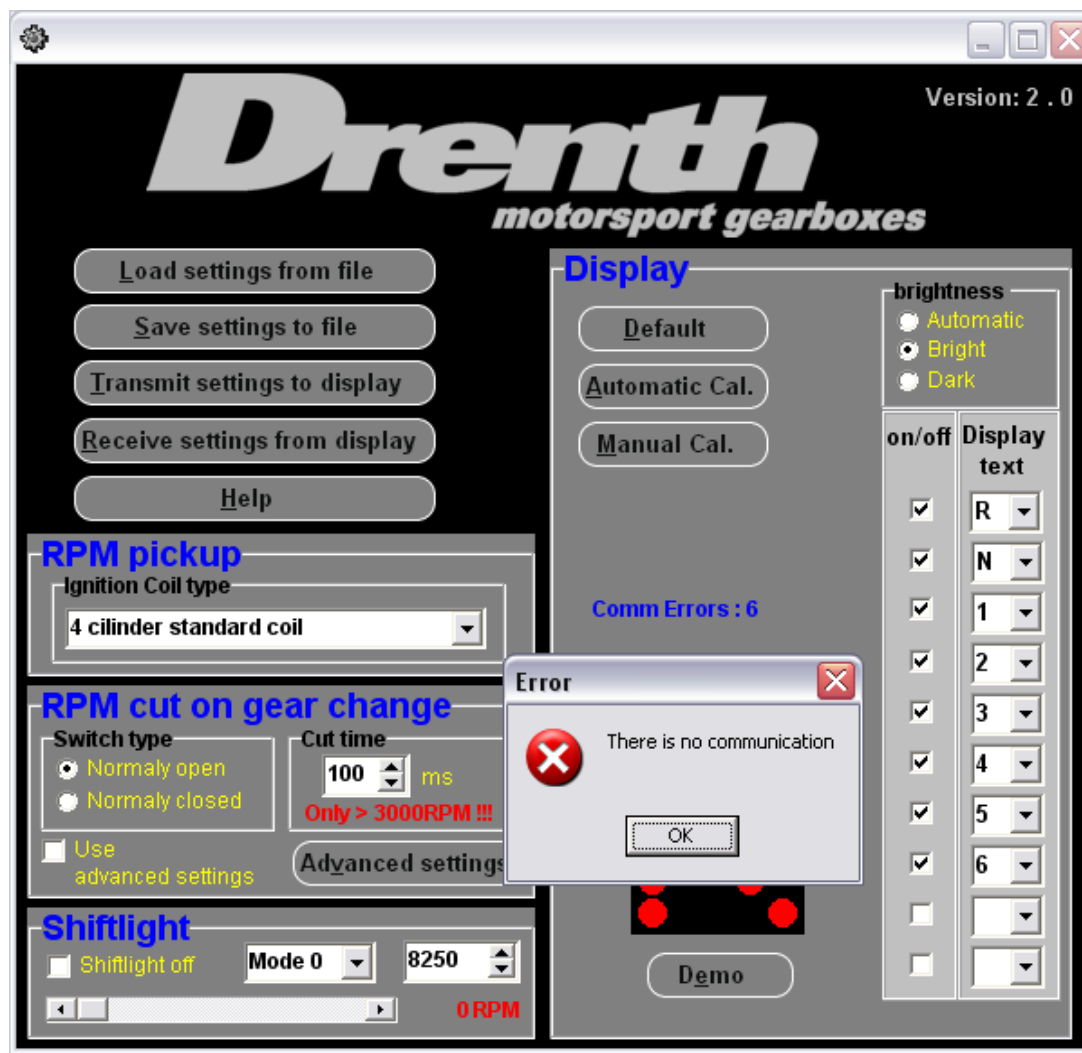 Version: 2 . 0
Drenth
motorsport gearboxes
Load settings from file
Save settings to file
Transmit settings to display
Receive settings from display
Help
RPM pickup
Ignition Coil type
4 cilinder standard coil
RPM cut on gear change
Switch type
Normaly open
Normaly closed
Cut time
100 ms
Only > 3000RPM !!!
Use
advanced settings
Advanced settings
Shiftlight
Shiftlight off
Mode 0
8250
0 RPM
Display
Default
Automatic Cal.
Manual Cal.
Comm Errors : 6
brightness
Automatic
Bright
Dark
on/off
Display
text
R
N
1
2
3
4
5
6
Demo
Error
There is no communication
OK